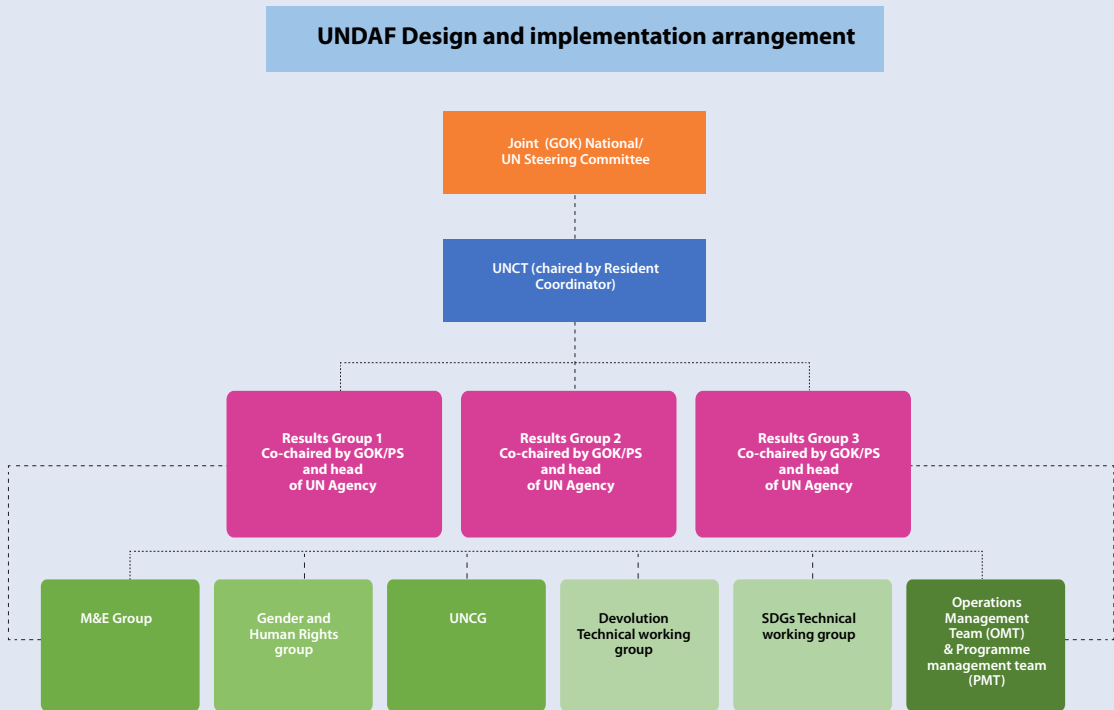 UNDAF Design and implementation arrangement
Joint (GOK) National/
UN Steering Committee
UNCT (chaired by Resident
Coordinator)
Results Group 1
Co-chaired by GOK/PS
and head
of UN Agency
Results Group 2
Co-chaired by GOK/PS
and head
of UN Agency
Results Group 3
Co-chaired by GOK/PS
and head
of UN Agency
M&E Group
Gender and
Human Rights
group
UNCG
Devolution
Technical working
group
SDGs Technical
working group
Operations
Management
Team (OMT)
& Programme
management team
(PMT)